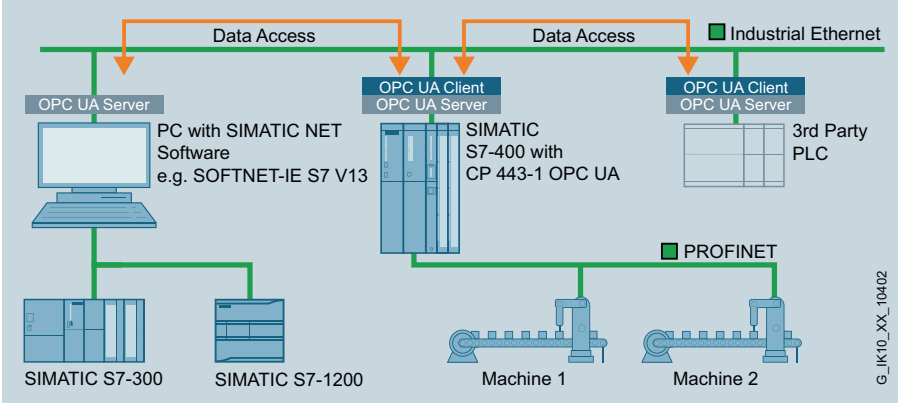 Data Access
Data Access
Industrial Ethernet
OPC UA Server
OPC UA Client
OPC UA Server
OPC UA Client
OPC UA Server
PC with SIMATIC NET
Software
e.g. SOFTNET-IE S7 V13
SIMATIC
S7-400 with
CP 443-1 OPC UA
3rd Party
PLC
PROFINET
SIMATIC S7-300
SIMATIC S7-1200
Machine 1
Machine 2
G_IK10_XX_10402